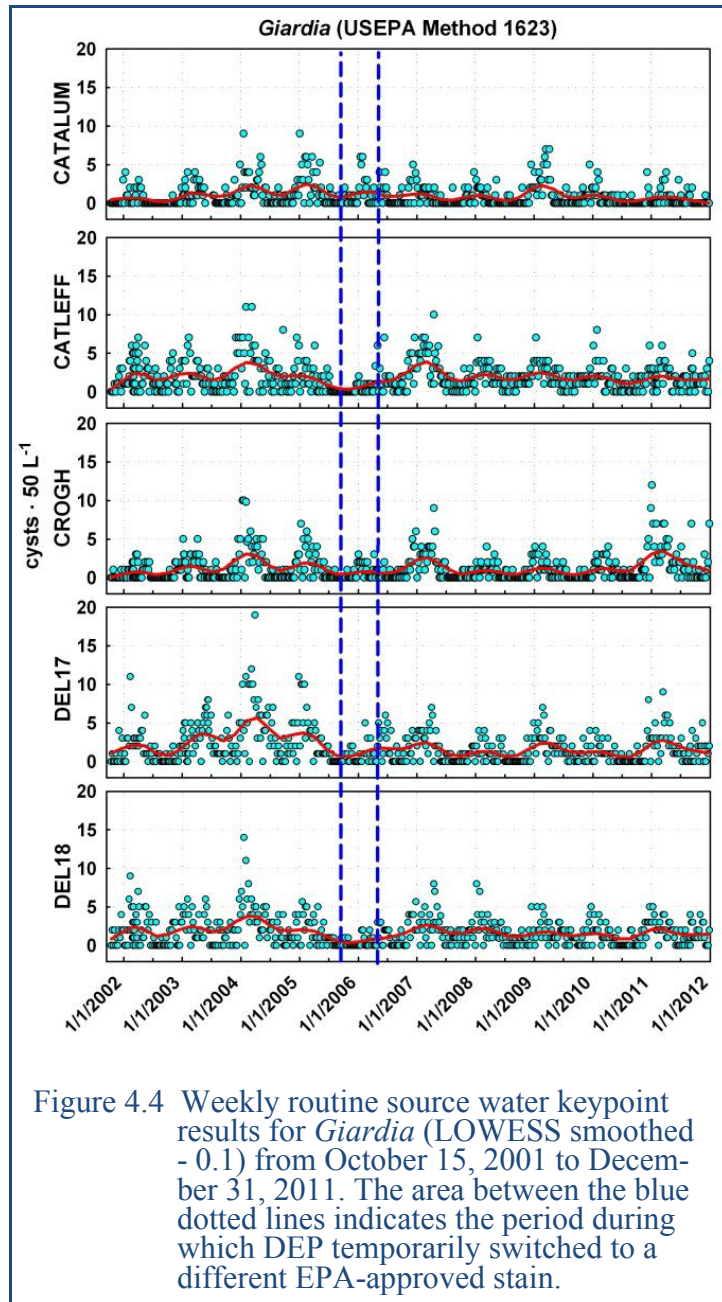 Giardia (USEPA Method 1623)
20
15
10
5
0
CATALUM
20
15
10
5
0
CATLEFF
20
15
10
5
0
CROGH
cysts · 50 L⁻¹
20
15
10
5
0
DEL17
20
15
10
5
0
DEL18
1/1/2002
1/1/2003
1/1/2004
1/1/2005
1/1/2006
1/1/2007
1/1/2008
1/1/2009
1/1/2010
1/1/2011
1/1/2012
Figure 4.4 Weekly routine source water keypoint
results for Giardia (LOWESS smoothed
- 0.1) from October 15, 2001 to Decem-
ber 31, 2011. The area between the blue
dotted lines indicates the period during
which DEP temporarily switched to a
different EPA-approved stain.